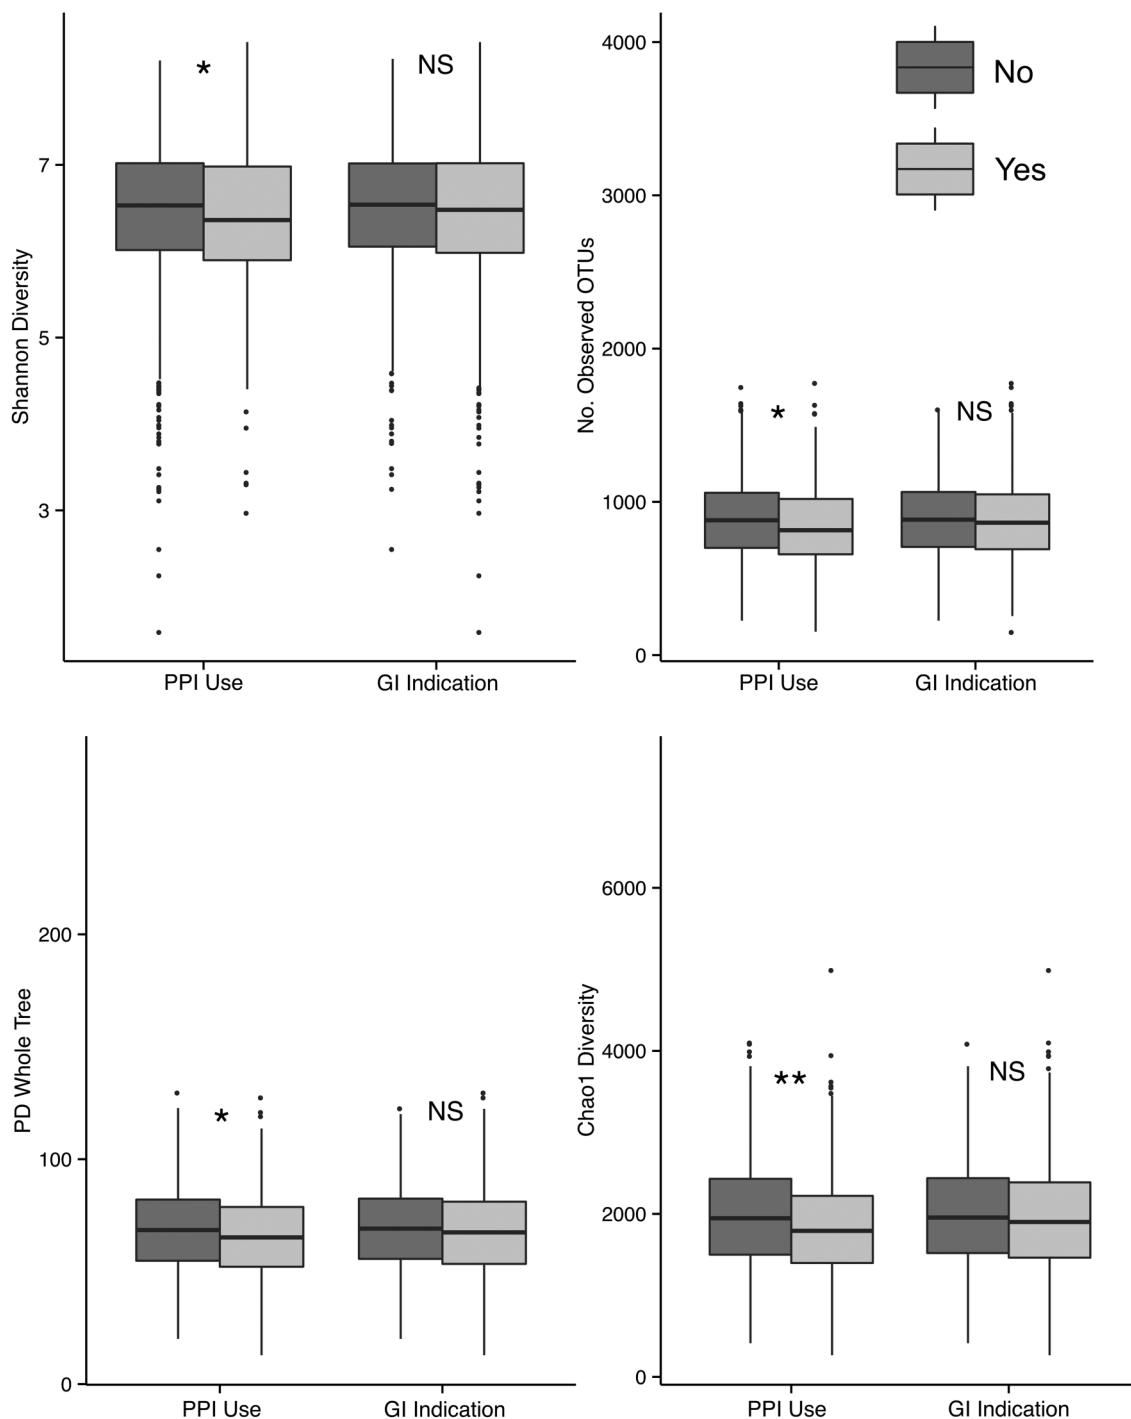 *
NS
7
5
3
Shannon Diversity
PPI Use
GI Indication
No
Yes
4000
3000
2000
1000
0
No. Observed OTUs
*
NS
PPI Use
GI Indication
200
100
0
PD Whole Tree
*
NS
PPI Use
GI Indication
6000
4000
2000
0
Chao1 Diversity
**
NS
PPI Use
GI Indication